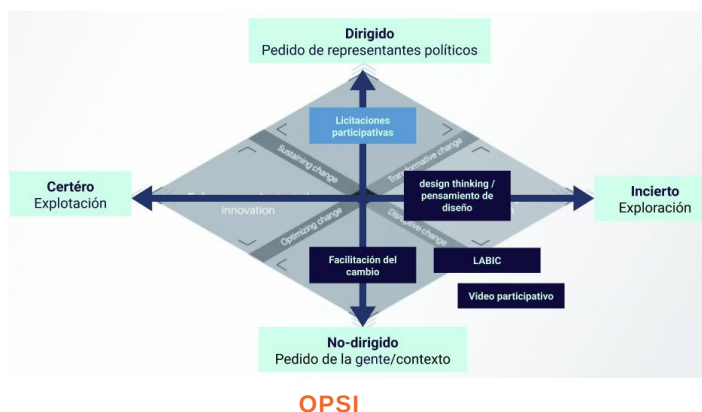 Dirigido
Pedido de representantes políticos
Licitaciones
participativas
Sustaining change
Transformative change
Certéro
Explotación
design thinking /
pensamiento de
diseño
Incierto
Exploración
innovation
Optimizing change
Disruptive change
Facilitación del
cambio
LABIC
Video participativo
No-dirigido
Pedido de la gente/contexto
OPSI